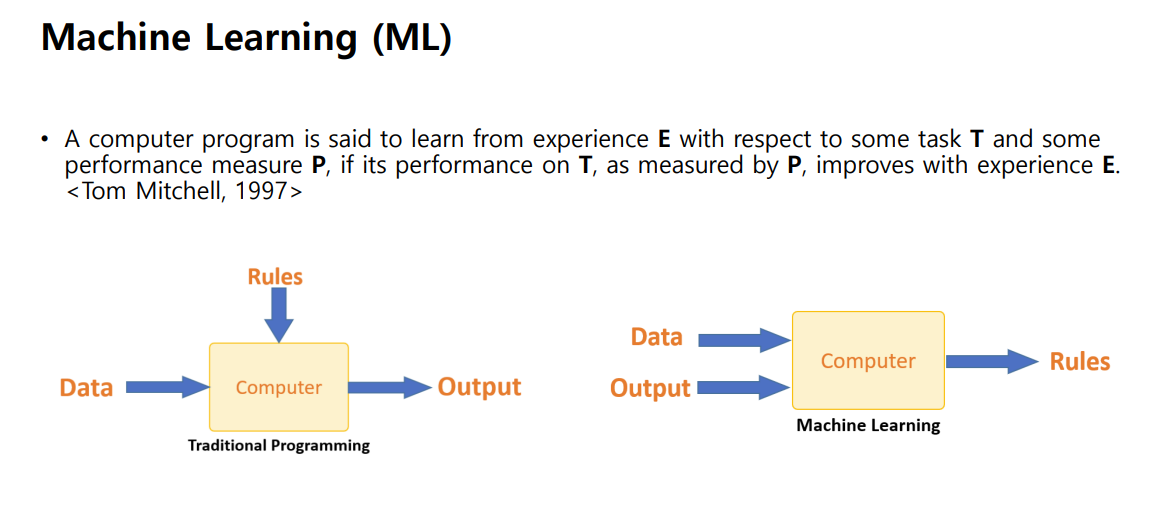 Machine Learning (ML)
• A computer program is said to learn from experience E with respect to some task T and some
performance measure P, if its performance on T, as measured by P, improves with experience E.
<Tom Mitchell, 1997>
Rules
Data
Computer
Output
Traditional Programming
Data
Output
Computer
Rules
Machine Learning